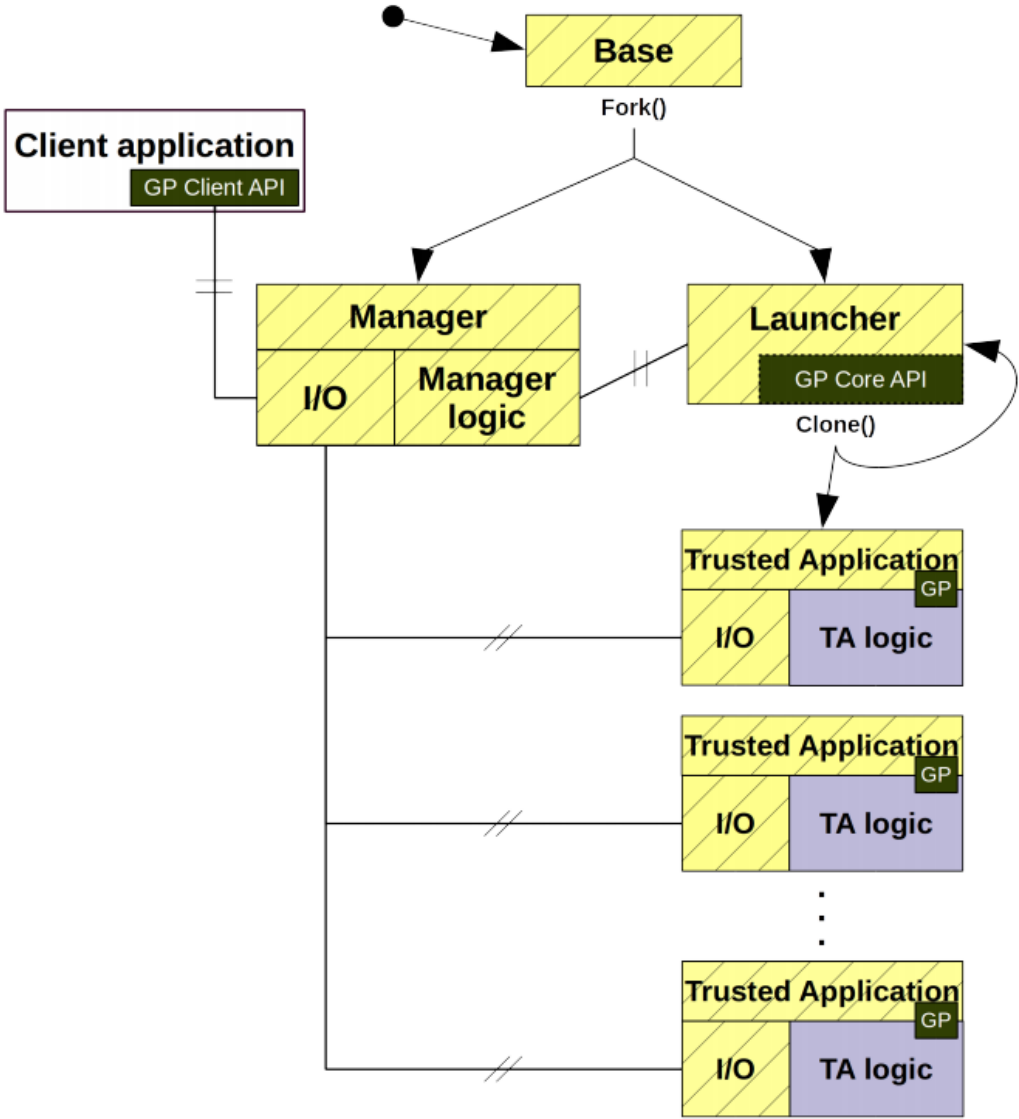 Base
Fork()
Client application
GP Client API
Manager
I/O
Manager
logic
Launcher
GP Core API
Clone()
Trusted Application
GP
I/O
TA logic
Trusted Application
GP
I/O
TA logic
Trusted Application
GP
I/O
TA logic